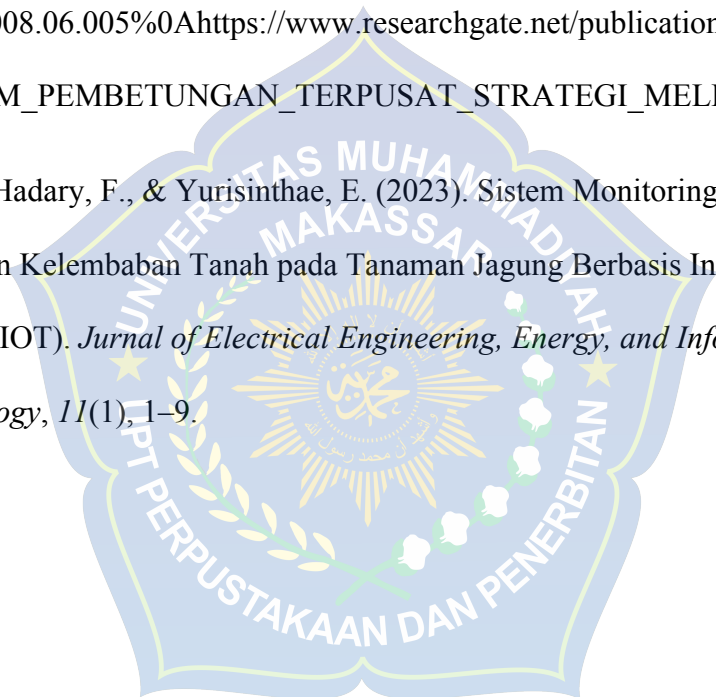 008.06.005%0Ahttps://www.researchgate.net/publication
M_PEMBETUNGAN_TERPUSAT_STRATEGI_MELI
Hadary, F., & Yurisinthae, E. (2023). Sistem Monitoring
n Kelembaban Tanah pada Tanaman Jagung Berbasis In
IOT). Jurnal of Electrical Engineering, Energy, and Info
ogy, 11(1), 1–9.
UNIVERSITAS MUHAMMADIYAH
MAKASSAR
UPT PERPUSTAKAAN DAN PENERBITAN